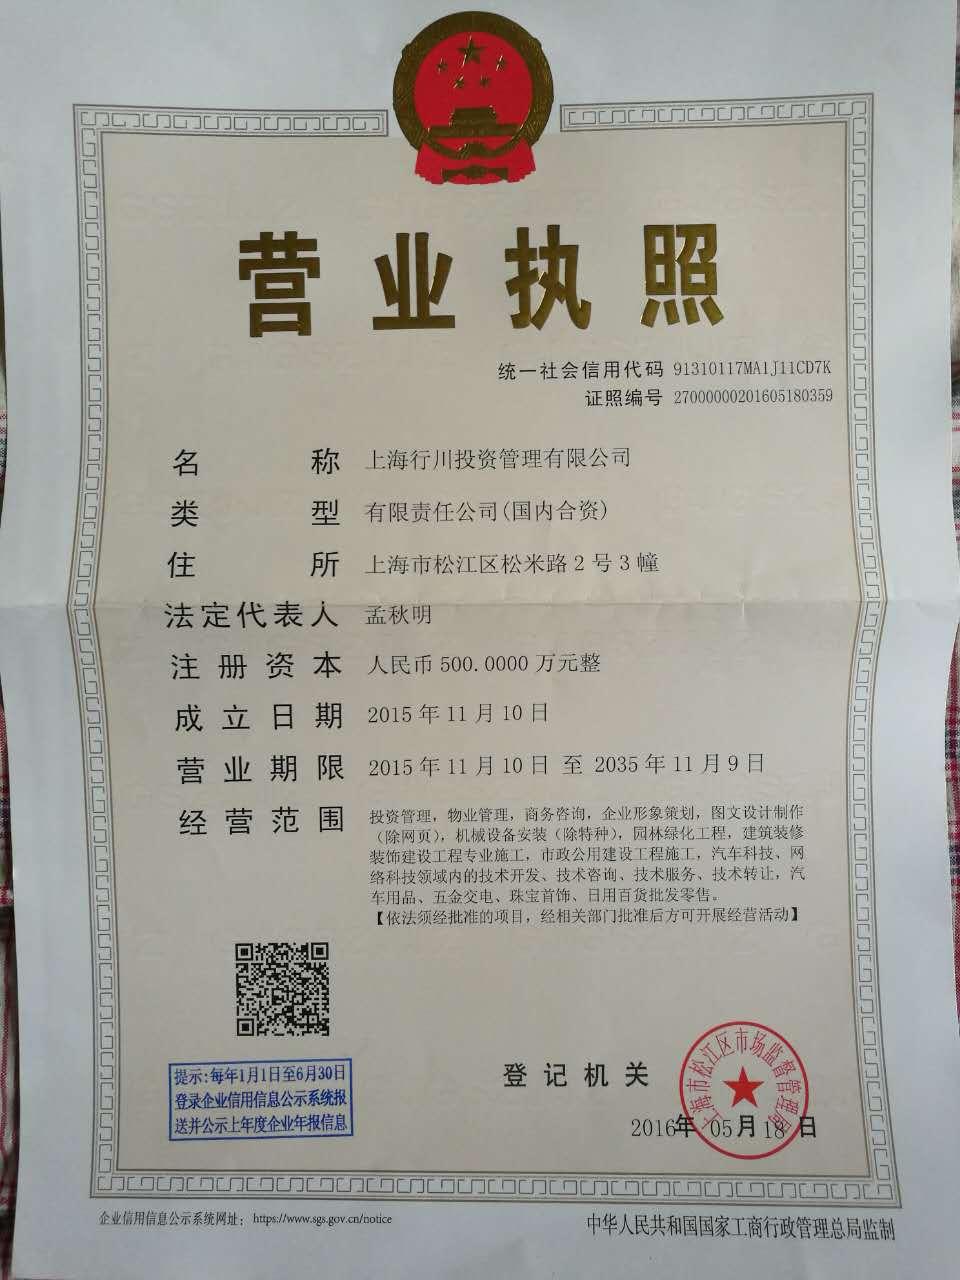 营业执照
统一社会信用代码 91310117MA1J11CD7K
证照编号 27000000201605180359
名称 上海行川投资管理有限公司
类型 有限责任公司(国内合资)
住所 上海市松江区松米路2号3幢
法定代表人 孟秋明
注册资本 人民币500.0000万元整
成立日期 2015年11月10日
营业期限 2015年11月10日 至 2035年11月9日
经营范围 投资管理，物业管理，商务咨询，企业形象策划，图文设计制作
（除网页），机械设备安装（除特种），园林绿化工程，建筑装修
装饰建设工程专业施工，市政公用建设工程施工，汽车科技、网
络科技领域内的技术开发、技术咨询、技术服务、技术转让，汽
车用品、五金交电、珠宝首饰、日用百货批发零售。
【依法须经批准的项目，经相关部门批准后方可开展经营活动】
提示:每年1月1日至6月30日
登录企业信用信息公示系统报
送并公示上年度企业年报信息
登记机关
上海市松江区市场监督管理局
2016年05月18日
企业信用信息公示系统网址：https://www.sgs.gov.cn/notice
中华人民共和国国家工商行政管理总局监制